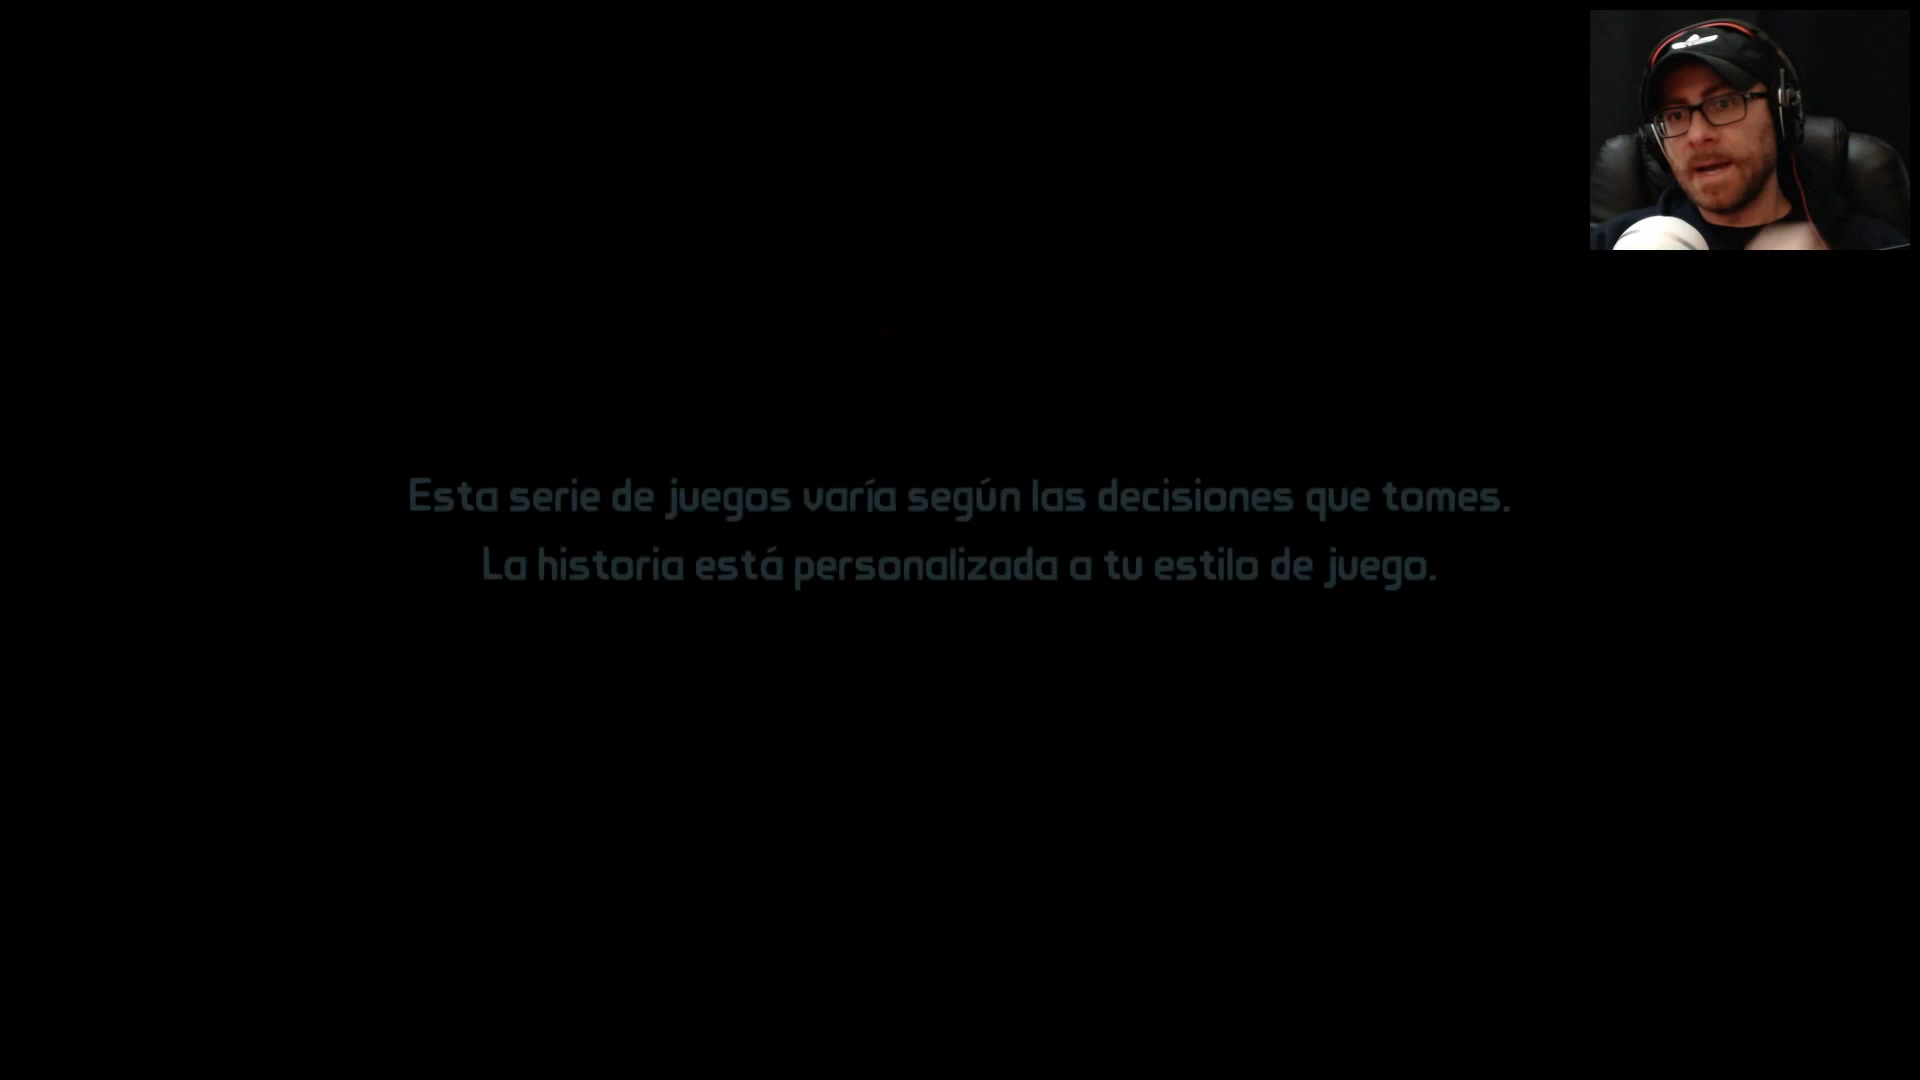 Esta serie de juegos varía según las decisiones que tomes.
La historia está personalizada a tu estilo de juego.